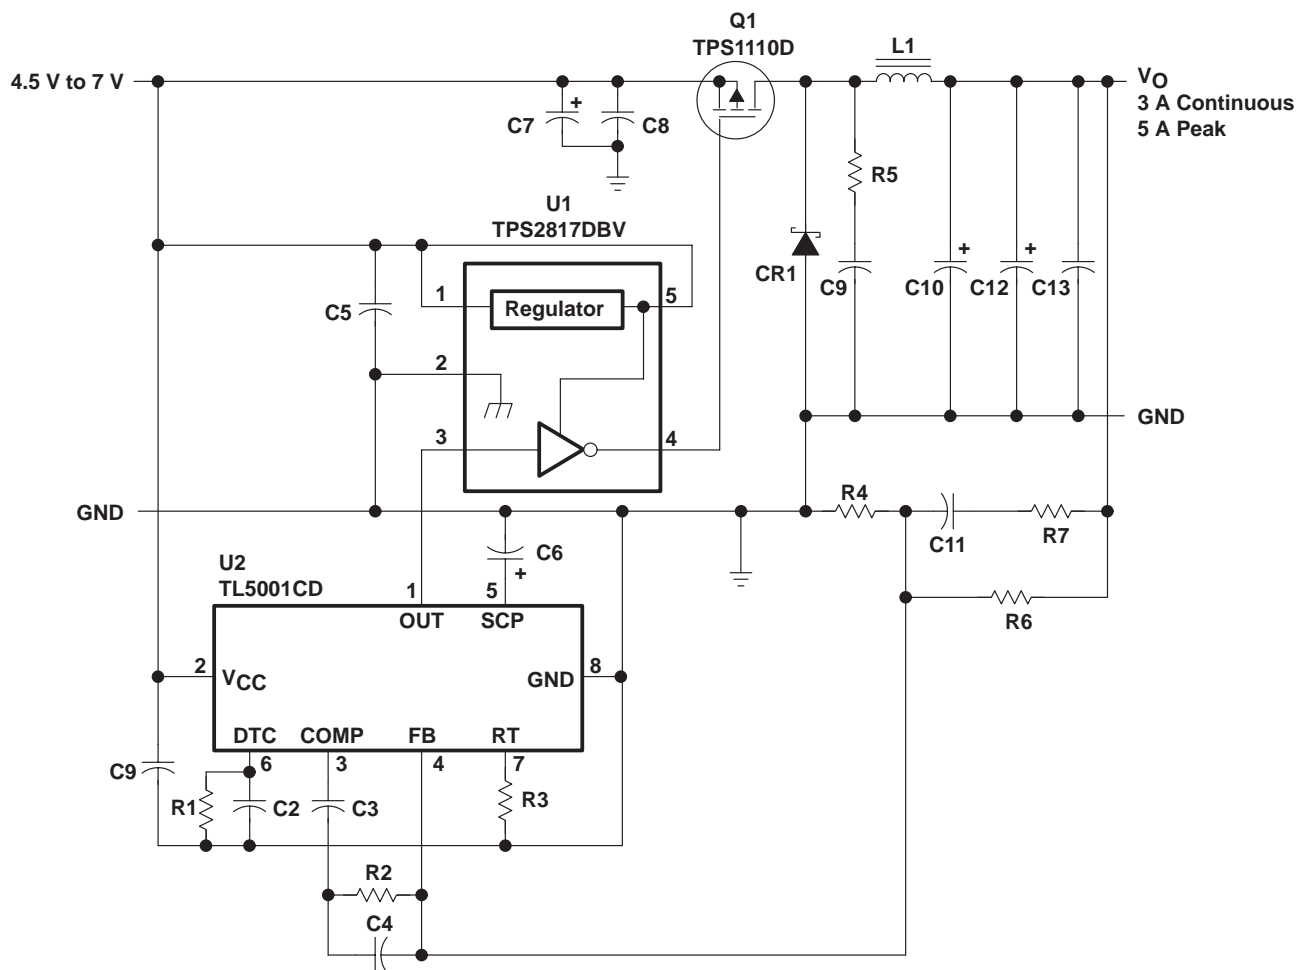 Q1
TPS1110D
L1
4.5 V to 7 V
VO
3 A Continuous
5 A Peak
+
C7
C8
R5
U1
TPS2817DBV
CR1
C9
+
C10
+
C12
C13
C5
1
Regulator
5
2
3
4
GND
GND
R4
C11
R7
R6
C6
+
U2
TL5001CD
1
5
OUT
SCP
2
VCC
GND
8
DTC
COMP
FB
RT
6
3
4
7
C9
R1
C2
C3
R3
R2
C4